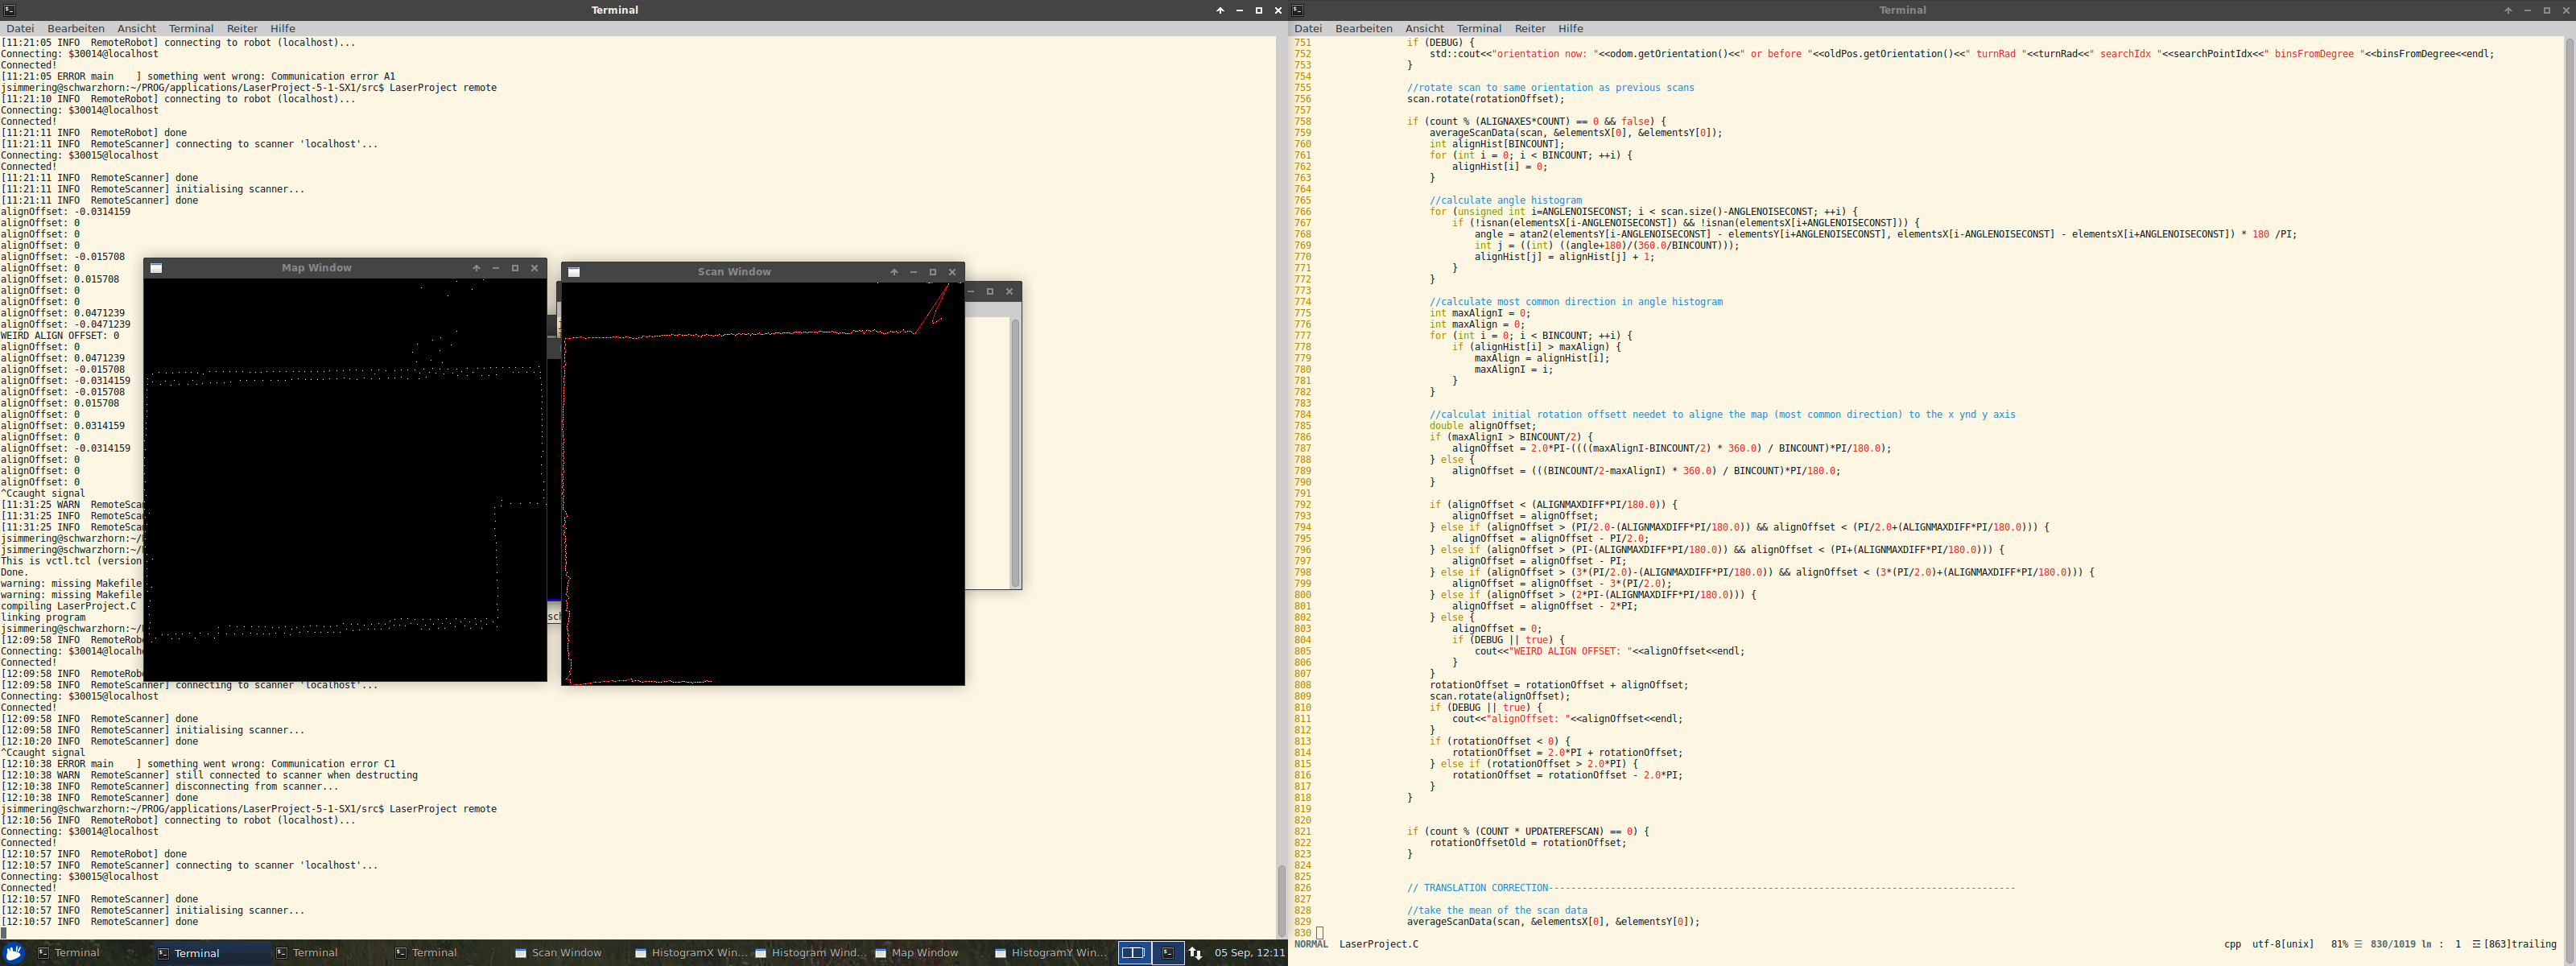 Terminal
Datei Bearbeiten Ansicht Terminal Reiter Hilfe
[11:21:05 INFO  RemoteRobot] connecting to robot (localhost)...
Connecting: $30014@localhost
Connected!
[11:21:05 ERROR main    ] something went wrong: Communication error A1
jsimmering@schwarzhorn:~/PROG/applications/LaserProject-5-1-SX1/src$ LaserProject remote
[11:21:10 INFO  RemoteRobot] connecting to robot (localhost)...
Connecting: $30014@localhost
Connected!
[11:21:11 INFO  RemoteRobot] done
[11:21:11 INFO  RemoteScanner] connecting to scanner 'localhost'...
Connecting: $30015@localhost
Connected!
[11:21:11 INFO  RemoteScanner] done
[11:21:11 INFO  RemoteScanner] initialising scanner...
[11:21:11 INFO  RemoteScanner] done
alignOffset: -0.0314159
alignOffset: 0
alignOffset: 0
alignOffset: 0
alignOffset: -0.015708
alignOffset: 0
alignOffset: 0.015708
alignOffset: 0
alignOffset: 0
alignOffset: 0.0471239
alignOffset: -0.0471239
WEIRD ALIGN OFFSET: 0
alignOffset: 0
alignOffset: 0.0471239
alignOffset: -0.015708
alignOffset: -0.0314159
alignOffset: -0.015708
alignOffset: 0.015708
alignOffset: 0
alignOffset: 0.0314159
alignOffset: 0
alignOffset: -0.0314159
alignOffset: 0
alignOffset: 0
alignOffset: 0
^Ccaught signal
[11:31:25 WARN  RemoteSca
[11:31:25 INFO  RemoteSca
[11:31:25 INFO  RemoteSca
jsimmering@schwarzhorn:~/
jsimmering@schwarzhorn:~/
This is vctl.tcl (version
Done.
warning: missing Makefile
warning: missing Makefile
compiling LaserProject.C
linking program
jsimmering@schwarzhorn:~/
[12:09:58 INFO  RemoteRob
Connecting: $30014@localh
Connected!
[12:09:58 INFO  RemoteRob
[12:09:58 INFO  RemoteScanner] connecting to scanner 'localhost'...
Connecting: $30015@localhost
Connected!
[12:09:58 INFO  RemoteScanner] done
[12:09:58 INFO  RemoteScanner] initialising scanner...
[12:10:20 INFO  RemoteScanner] done
^Ccaught signal
[12:10:38 ERROR main    ] something went wrong: Communication error C1
[12:10:38 WARN  RemoteScanner] still connected to scanner when destructing
[12:10:38 INFO  RemoteScanner] disconnecting from scanner...
[12:10:38 INFO  RemoteScanner] done
jsimmering@schwarzhorn:~/PROG/applications/LaserProject-5-1-SX1/src$ LaserProject remote
[12:10:56 INFO  RemoteRobot] connecting to robot (localhost)...
Connecting: $30014@localhost
Connected!
[12:10:57 INFO  RemoteRobot] done
[12:10:57 INFO  RemoteScanner] connecting to scanner 'localhost'...
Connecting: $30015@localhost
Connected!
[12:10:57 INFO  RemoteScanner] done
[12:10:57 INFO  RemoteScanner] initialising scanner...
[12:10:57 INFO  RemoteScanner] done
Map Window
Scan Window
Terminal Terminal Terminal Terminal Scan Window HistogramX Win... Histogram Wind... Map Window HistogramY Win... 05 Sep, 12:11
Terminal
Datei Bearbeiten Ansicht Terminal Reiter Hilfe
751 if (DEBUG) {
752 std::cout<<"orientation now: "<<odom.getOrientation()<<" or before "<<oldPos.getOrientation()<<" turnRad "<<turnRad<<" searchIdx "<<searchPointIdx<<" binsFromDegree "<<binsFromDegree<<endl;
753 }
754
755 //rotate scan to same orientation as previous scans
756 scan.rotate(rotationOffset);
757
758 if (count % (ALIGNAXES*COUNT) == 0 && false) {
759 averageScanData(scan, &elementsX[0], &elementsY[0]);
760 int alignHist[BINCOUNT];
761 for (int i = 0; i < BINCOUNT; ++i) {
762 alignHist[i] = 0;
763 }
764
765 //calculate angle histogram
766 for (unsigned int i=ANGLENOISECONST; i < scan.size()-ANGLENOISECONST; ++i) {
767 if (!isnan(elementsX[i-ANGLENOISECONST]) && !isnan(elementsX[i+ANGLENOISECONST])) {
768 angle = atan2(elementsY[i-ANGLENOISECONST] - elementsY[i+ANGLENOISECONST], elementsX[i-ANGLENOISECONST] - elementsX[i+ANGLENOISECONST]) * 180 /PI;
769 int j = ((int) ((angle+180)/(360.0/BINCOUNT)));
770 alignHist[j] = alignHist[j] + 1;
771 }
772 }
773
774 //calculate most common direction in angle histogram
775 int maxAlignI = 0;
776 int maxAlign = 0;
777 for (int i = 0; i < BINCOUNT; ++i) {
778 if (alignHist[i] > maxAlign) {
779 maxAlign = alignHist[i];
780 maxAlignI = i;
781 }
782 }
783
784 //calculat initial rotation offsett needet to aligne the map (most common direction) to the x ynd y axis
785 double alignOffset;
786 if (maxAlignI > BINCOUNT/2) {
787 alignOffset = 2.0*PI-((((maxAlignI-BINCOUNT/2) * 360.0) / BINCOUNT)*PI/180.0);
788 } else {
789 alignOffset = (((BINCOUNT/2-maxAlignI) * 360.0) / BINCOUNT)*PI/180.0;
790 }
791
792 if (alignOffset < (ALIGNMAXDIFF*PI/180.0)) {
793 alignOffset = alignOffset;
794 } else if (alignOffset > (PI/2.0-(ALIGNMAXDIFF*PI/180.0)) && alignOffset < (PI/2.0+(ALIGNMAXDIFF*PI/180.0))) {
795 alignOffset = alignOffset - PI/2.0;
796 } else if (alignOffset > (PI-(ALIGNMAXDIFF*PI/180.0)) && alignOffset < (PI+(ALIGNMAXDIFF*PI/180.0))) {
797 alignOffset = alignOffset - PI;
798 } else if (alignOffset > (3*(PI/2.0)-(ALIGNMAXDIFF*PI/180.0)) && alignOffset < (3*(PI/2.0)+(ALIGNMAXDIFF*PI/180.0))) {
799 alignOffset = alignOffset - 3*(PI/2.0);
800 } else if (alignOffset > (2*PI-(ALIGNMAXDIFF*PI/180.0))) {
801 alignOffset = alignOffset - 2*PI;
802 } else {
803 alignOffset = 0;
804 if (DEBUG || true) {
805 cout<<"WEIRD ALIGN OFFSET: "<<alignOffset<<endl;
806 }
807 }
808 rotationOffset = rotationOffset + alignOffset;
809 scan.rotate(alignOffset);
810 if (DEBUG || true) {
811 cout<<"alignOffset: "<<alignOffset<<endl;
812 }
813 if (rotationOffset < 0) {
814 rotationOffset = 2.0*PI + rotationOffset;
815 } else if (rotationOffset > 2.0*PI) {
816 rotationOffset = rotationOffset - 2.0*PI;
817 }
818 }
819
820
821 if (count % (COUNT * UPDATEREFSCAN) == 0) {
822 rotationOffsetOld = rotationOffset;
823 }
824
825
826 // TRANSLATION CORRECTION-----------------------------------------------------------------------------------
827
828 //take the mean of the scan data
829 averageScanData(scan, &elementsX[0], &elementsY[0]);
830
NORMAL LaserProject.C cpp utf-8[unix] 81% ☰ 830/1019 ln : 1 Ξ [863]trailing